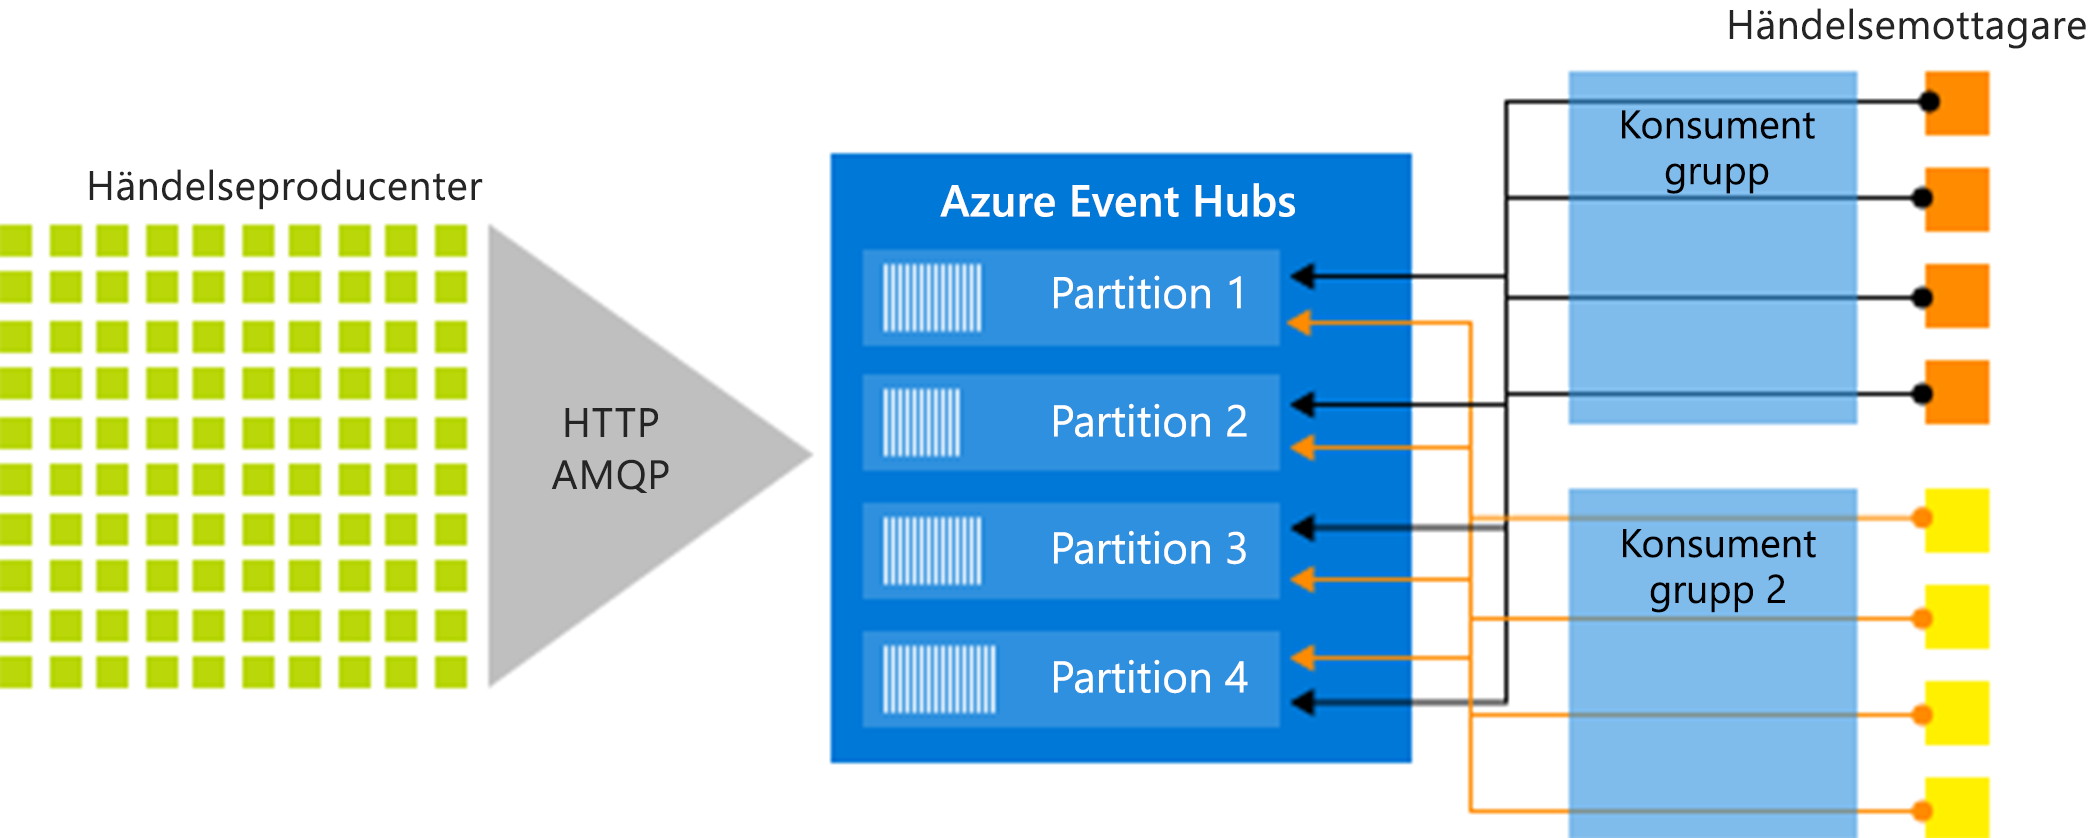 Händelsemottagare
Händelseproducenter
HTTP
AMQP
Azure Event Hubs
Partition 1
Partition 2
Partition 3
Partition 4
Konsument
grupp
Konsument
grupp 2